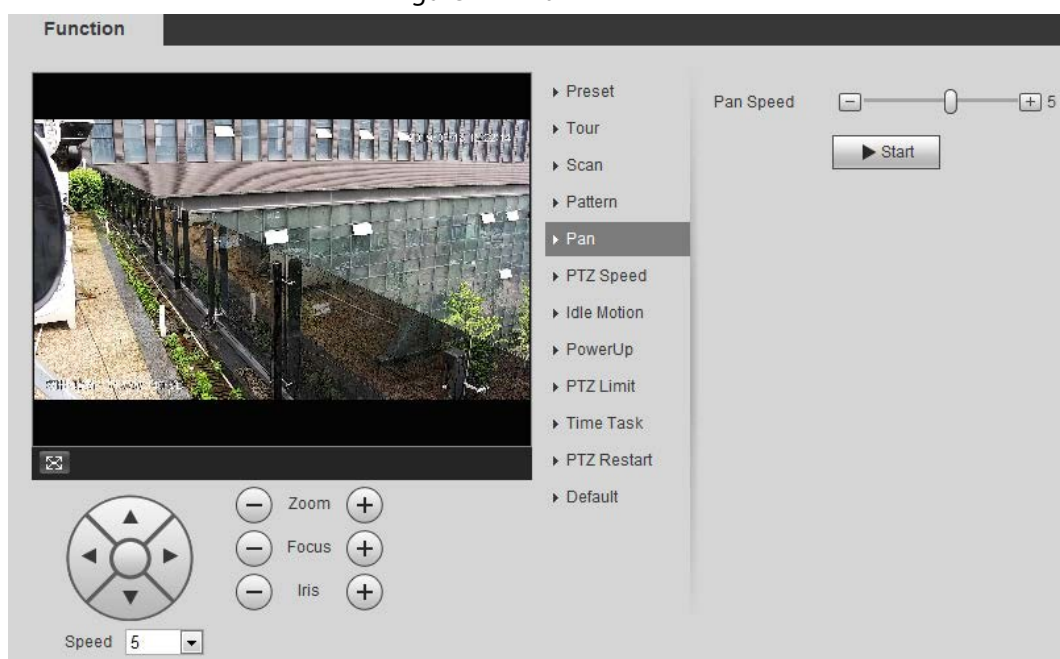 Function
Preset
Tour
Scan
Pattern
Pan
PTZ Speed
Idle Motion
PowerUp
PTZ Limit
Time Task
PTZ Restart
Default
Pan Speed 5
Start
Zoom
Focus
Iris
Speed 5